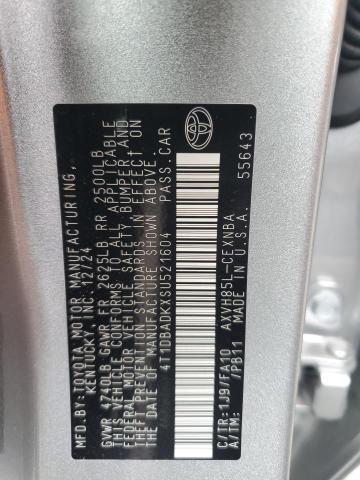 MFD.BY: TOYOTA MOTOR MANUFACTURING,
KENTUCKY, INC. 12/24
GVWR 4740LB GAWR FR 2625LB RR 2500LB
THIS VEHICLE CONFORMS TO ALL APPLICABLE
FEDERAL MOTOR VEHICLE SAFETY, BUMPER, AND
THEFT PREVENTION STANDARDS IN EFFECT ON
THE DATE OF MANUFACTURE SHOWN ABOVE.
4T1DBADKXSU521604 PASS.CAR
C/TR: 1J9/FA10 AXVH85L-CEXNBA
A/TM: /PB11 MADE IN U.S.A.
55643